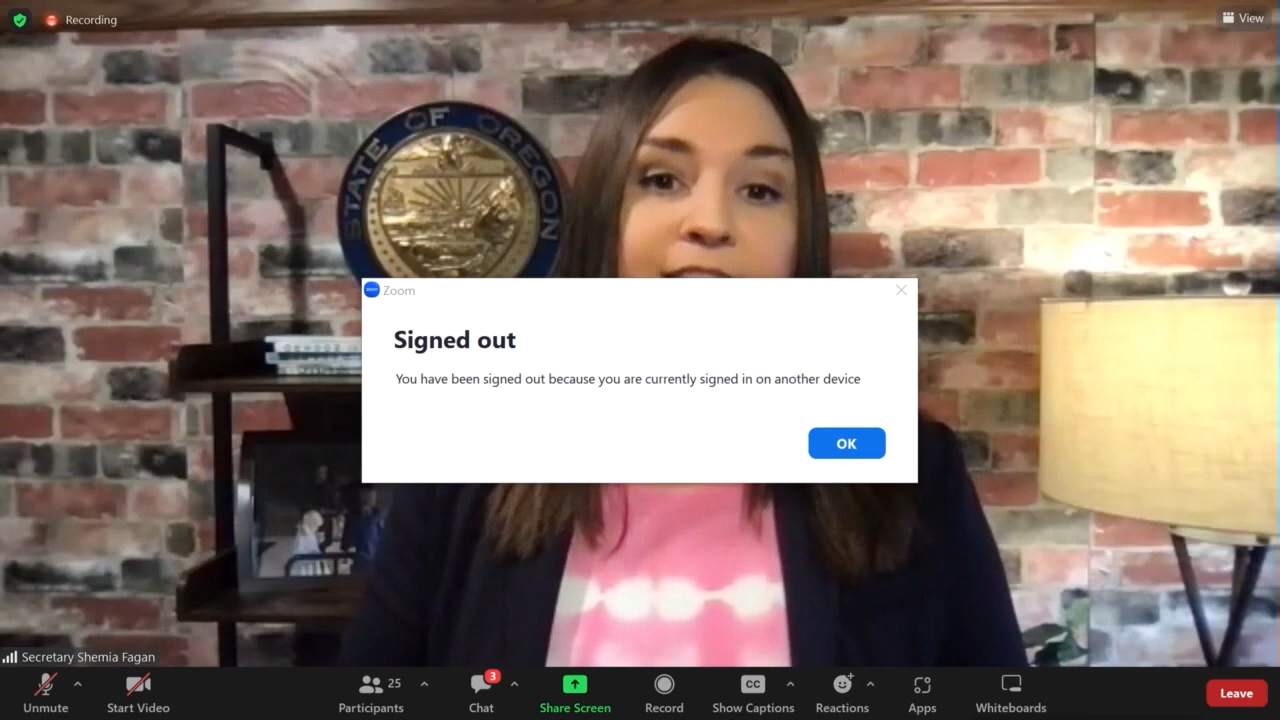 Recording
View
STATE OF OREGON
zoom Zoom
Signed out
You have been signed out because you are currently signed in on another device
OK
Secretary Shemia Fagan
Unmute
Start Video
25
Participants
3
Chat
Share Screen
Record
CC
Show Captions
Reactions
Apps
Whiteboards
Leave